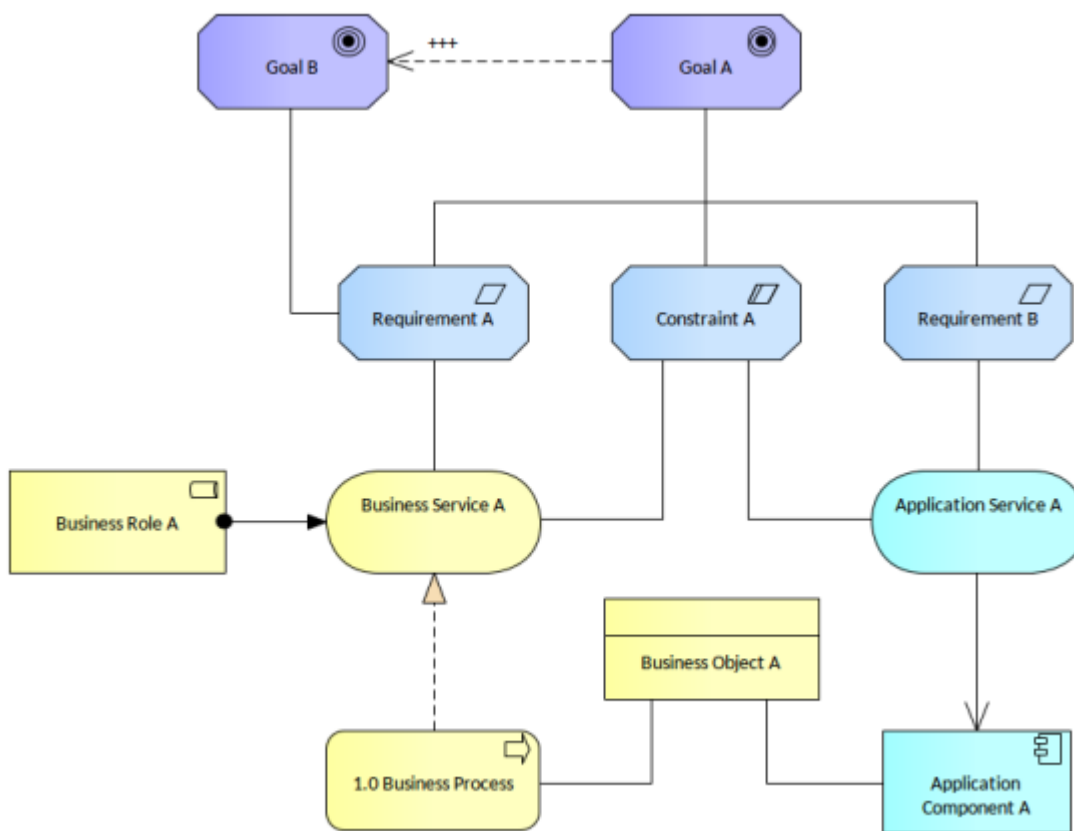 +++
Goal B
Goal A
Requirement A
Constraint A
Requirement B
Business Role A
Business Service A
Application Service A
Business Object A
1.0 Business Process
Application
Component A